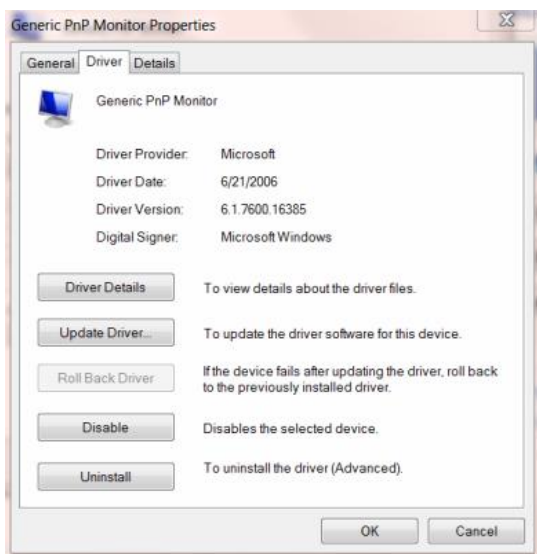 Generic PnP Monitor Properties
General Driver Details
Generic PnP Monitor
Driver Provider: Microsoft
Driver Date: 6/21/2006
Driver Version: 6.1.7600.16385
Digital Signer: Microsoft Windows
Driver Details To view details about the driver files.
Update Driver... To update the driver software for this device.
Roll Back Driver If the device fails after updating the driver, roll back
to the previously installed driver.
Disable Disables the selected device.
Uninstall To uninstall the driver (Advanced).
OK Cancel